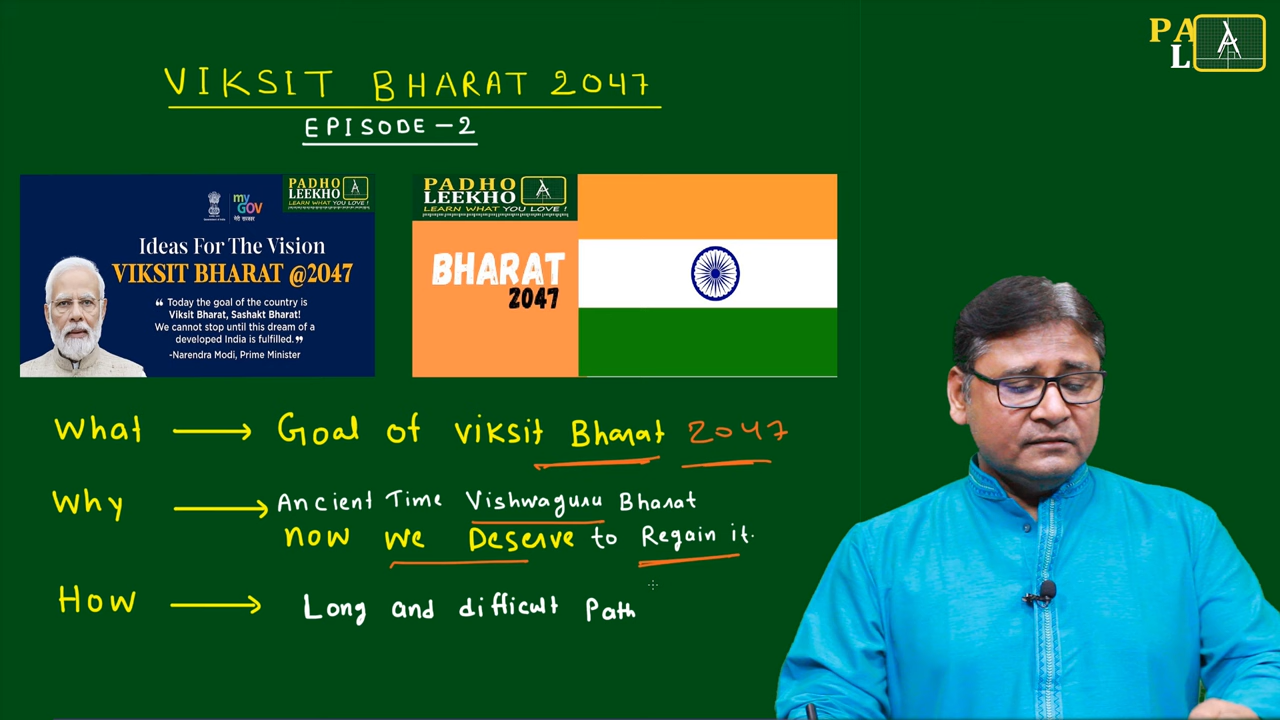 VIKSIT BHARAT 2047
EPISODE-2
PA
L
my
GOV
मेरी सरकार
PADHO
LEEKHO
LEARN WHAT YOU LOVE!
Ideas For The Vision
VIKSIT BHARAT @2047
❝ Today the goal of the country is
Viksit Bharat, Sashakt Bharat!
We cannot stop until this dream of a
developed India is fulfilled.❞
-Narendra Modi, Prime Minister
PADHO
LEEKHO
LEARN WHAT YOU LOVE!
BHARAT
2047
What → Goal of Viksit Bharat 2047
Why → Ancient Time Vishwaguru Bharat
now we Deserve to Regain it.
How → Long and difficult Path